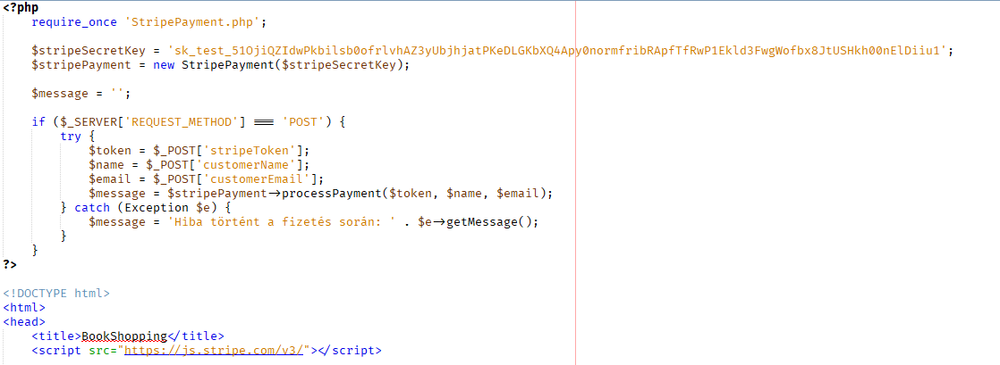 <?php
    require_once 'StripePayment.php';

    $stripeSecretKey = 'sk_test_51OjiQZIdwPkbilsb0ofrlvhAZ3yUbjhjatPKeDLGKbXQ4Apy0normfribRApfTfRwP1Ekld3FwgWofbx8JtUSHkh00nElDiiu1';
    $stripePayment = new StripePayment($stripeSecretKey);

    $message = '';

    if ($_SERVER['REQUEST_METHOD'] === 'POST') {
        try {
            $token = $_POST['stripeToken'];
            $name = $_POST['customerName'];
            $email = $_POST['customerEmail'];
            $message = $stripePayment->processPayment($token, $name, $email);
        } catch (Exception $e) {
            $message = 'Hiba történt a fizetés során: ' . $e->getMessage();
        }
    }
?>

<!DOCTYPE html>
<html>
<head>
    <title>BookShopping</title>
    <script src="https://js.stripe.com/v3/"></script>